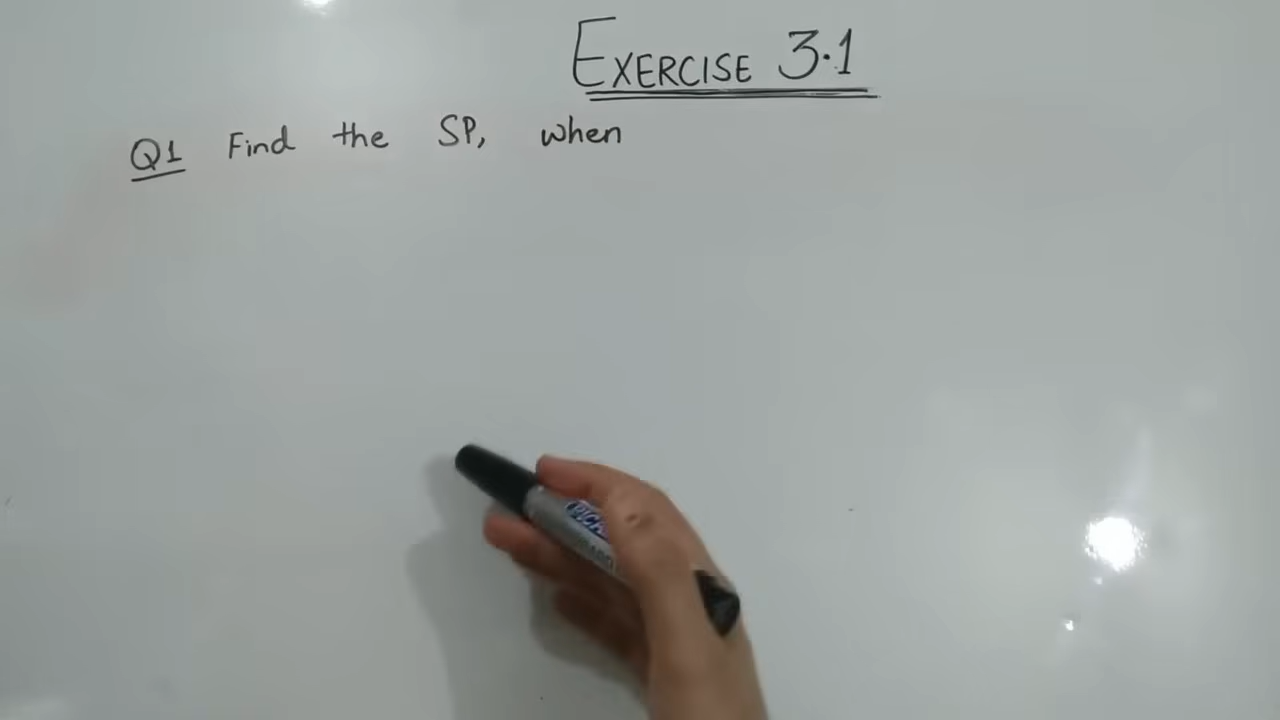 EXERCISE 3.1
Q1 Find the SP, when